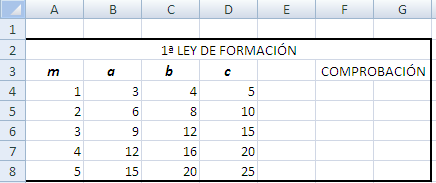 A B C D E F G
1
2 1ª LEY DE FORMACIÓN
3 m a b c COMPROBACIÓN
4 1 3 4 5
5 2 6 8 10
6 3 9 12 15
7 4 12 16 20
8 5 15 20 25